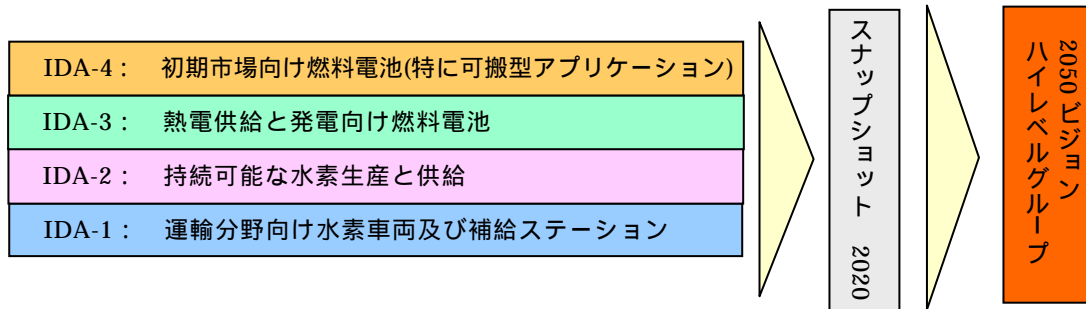 IDA-4： 初期市場向け燃料電池(特に可搬型アプリケーション)
IDA-3： 熱電供給と発電向け燃料電池
IDA-2： 持続可能な水素生産と供給
IDA-1： 運輸分野向け水素車両及び補給ステーション
スナップショット 2020
2050 ビジョン
ハイレベルグループ